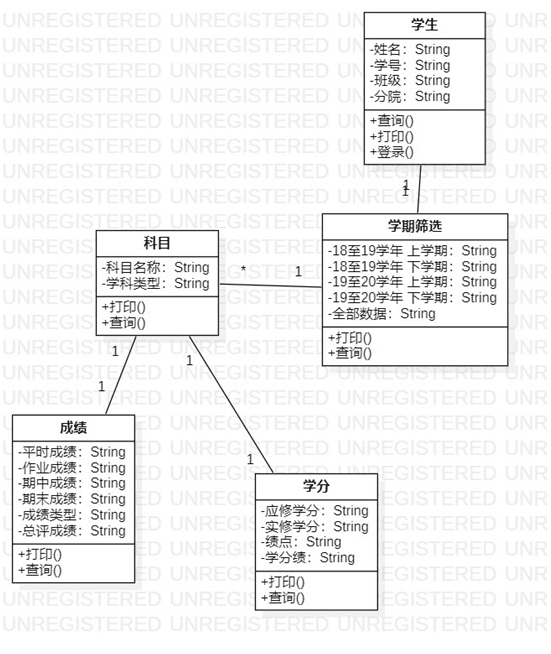 学生
-姓名：String
-学号：String
-班级：String
-分院：String
+查询()
+打印()
+登录()
1
1
学期筛选
-18至19学年 上学期：String
-18至19学年 下学期：String
-19至20学年 上学期：String
-19至20学年 下学期：String
-全部数据：String
+打印()
+查询()
科目
-科目名称：String
-学科类型：String
+打印()
+查询()
*
1
1
1
1
1
成绩
-平时成绩：String
-作业成绩：String
-期中成绩：String
-期末成绩：String
-成绩类型：String
-总评成绩：String
+打印()
+查询()
学分
-应修学分：String
-实修学分：String
-绩点：String
-学分绩：String
+打印()
+查询()
UNREGISTERED